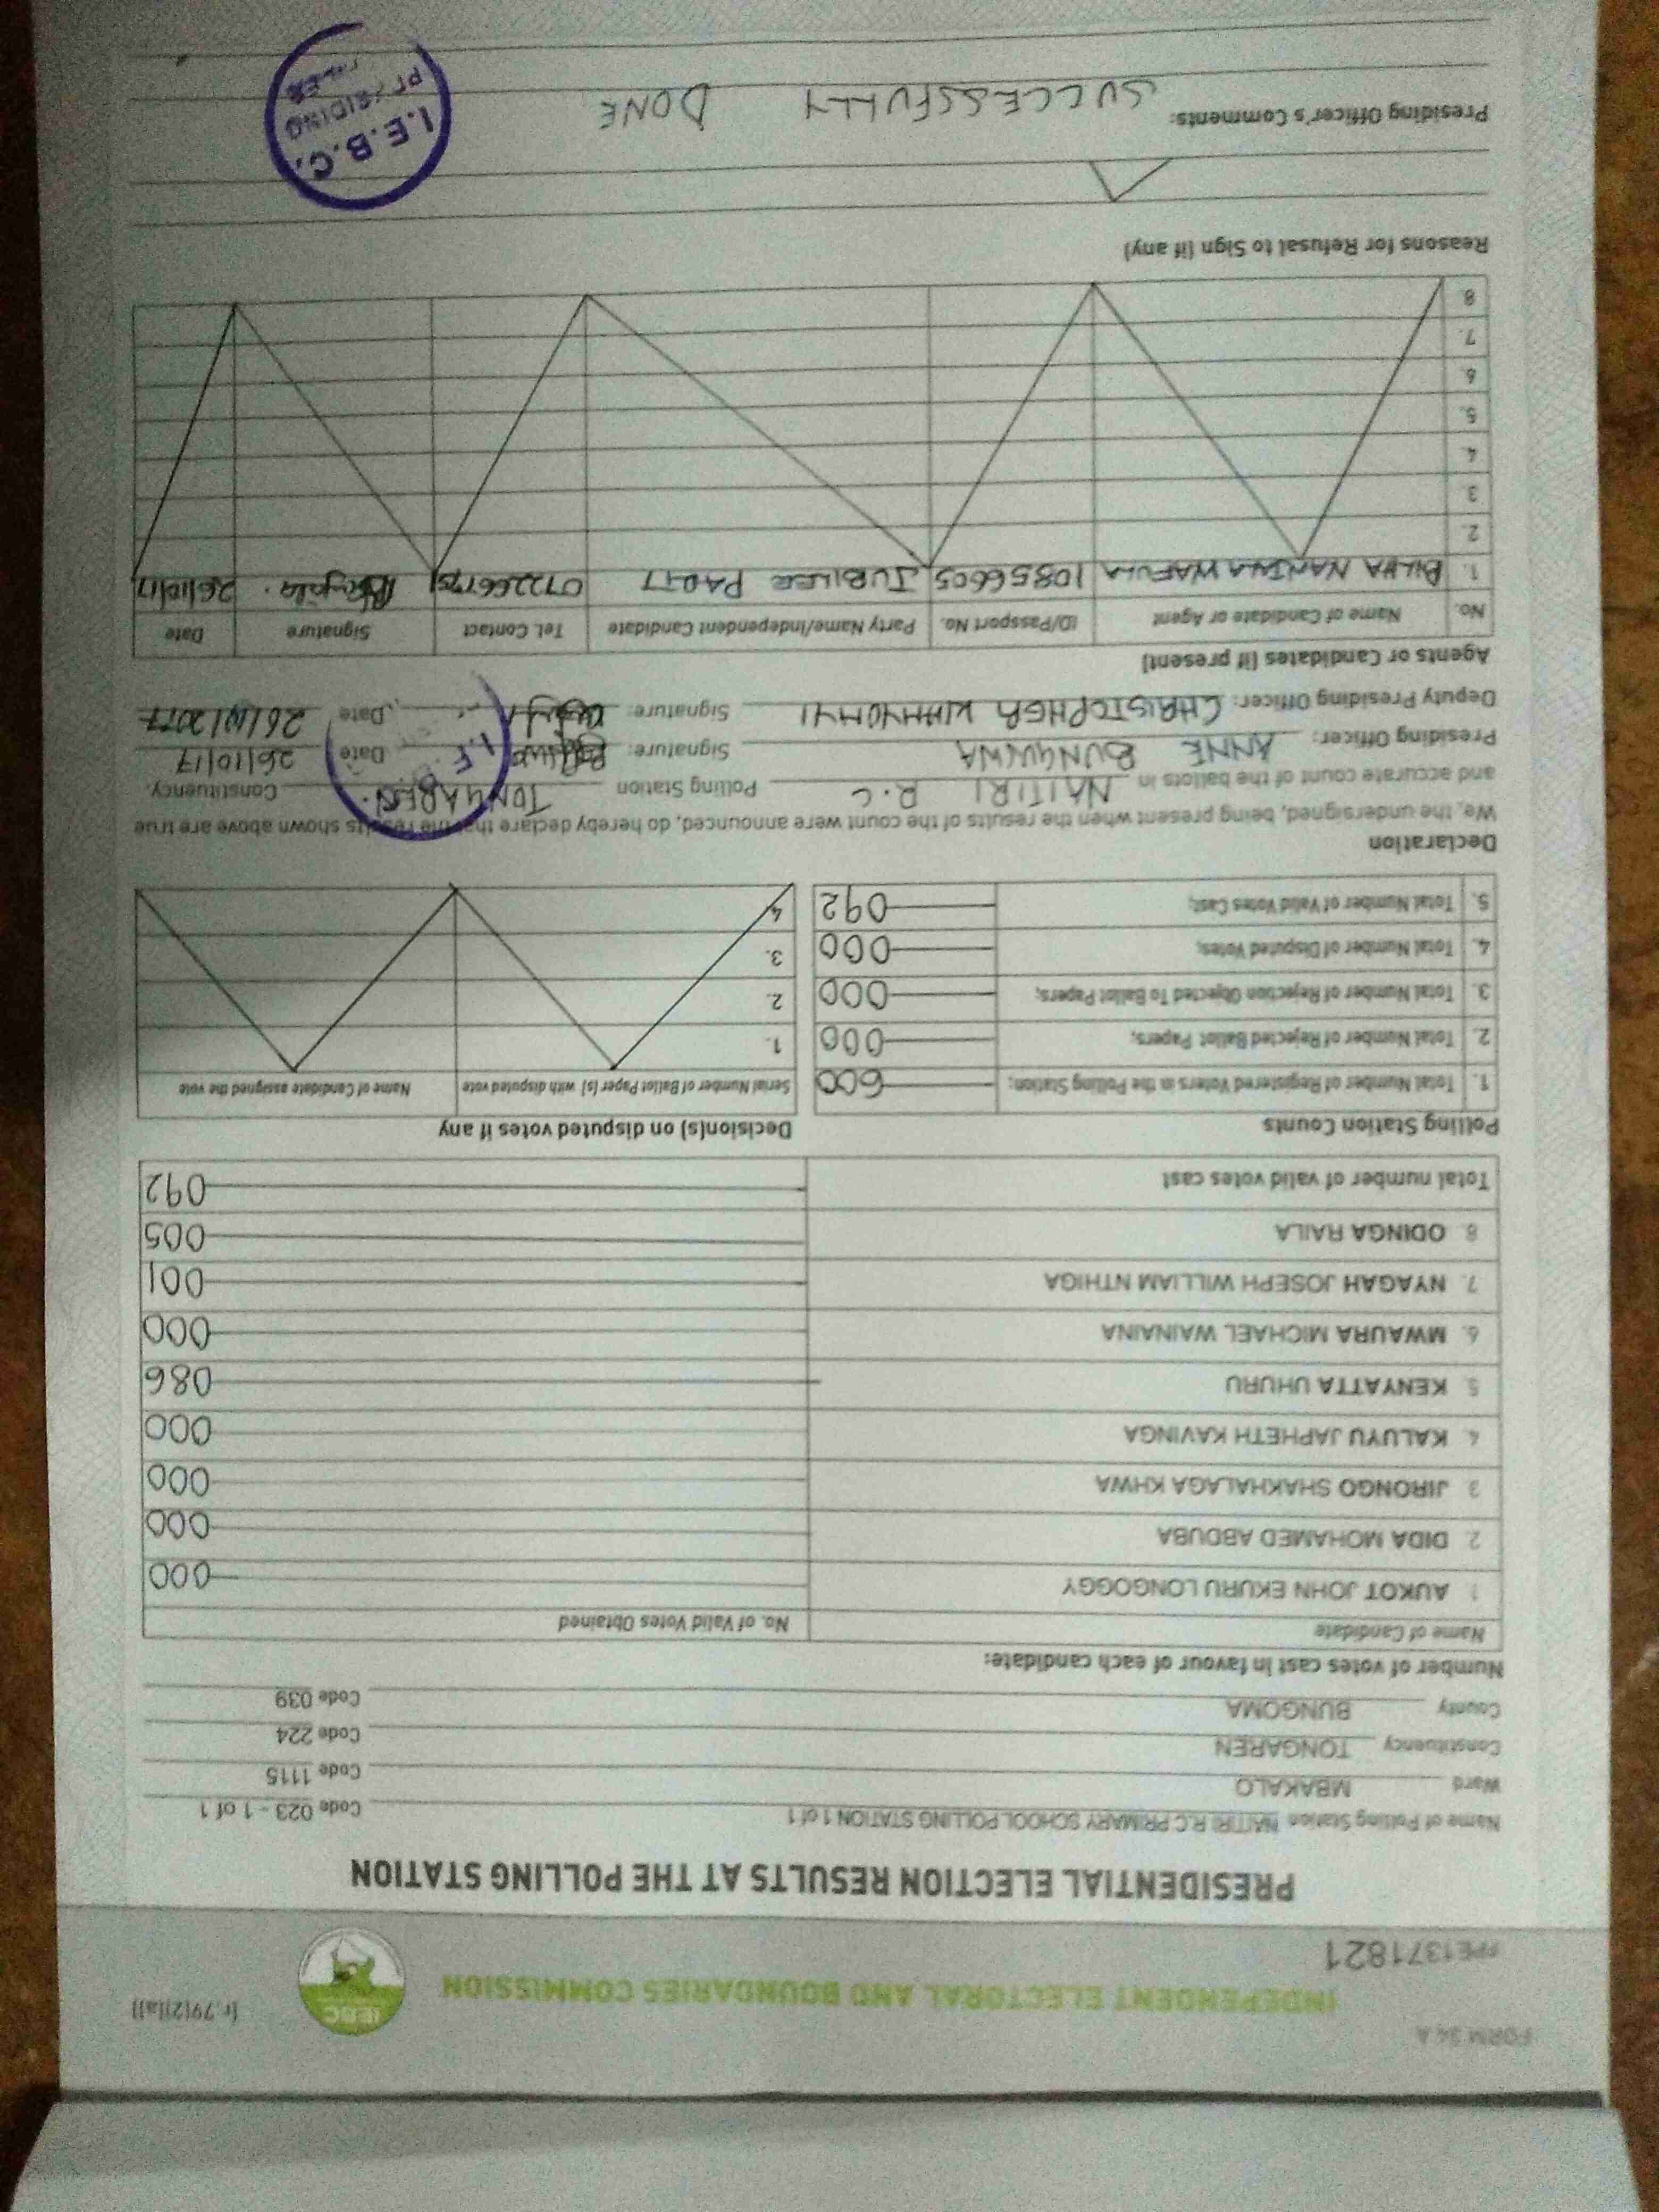 FORM 34 A
[r.79(2)(a)]
INDEPENDENT ELECTORAL AND BOUNDARIES COMMISSION
IEBC
PPE1371821
PRESIDENTIAL ELECTION RESULTS AT THE POLLING STATION
Name of Polling Station NAITIRI R.C PRIMARY SCHOOL POLLING STATION 1 of 1 Code 023 - 1 of 1
Ward MBAKALO Code 1115
Constituency TONGAREN Code 224
County BUNGOMA Code 039
Number of votes cast in favour of each candidate:
Name of Candidate No. of Valid Votes Obtained
1 AUKOT JOHN EKURU LONGOGGY 000
2 DIDA MOHAMED ABDUBA 000
3 JIRONGO SHAKHALAGA KHWA 000
4. KALUYU JAPHETH KAVINGA 000
5. KENYATTA UHURU 086
6. MWAURA MICHAEL WAINAINA 000
7. NYAGAH JOSEPH WILLIAM NTHIGA 001
8 ODINGA RAILA 005
Total number of valid votes cast 092
Polling Station Counts
1. Total Number of Registered Voters in the Polling Station; 600
2. Total Number of Rejected Ballot Papers; 000
3. Total Number of Rejection Objected To Ballot Papers; 000
4. Total Number of Disputed Votes; 000
5. Total Number of Valid Votes Cast; 092
Decision(s) on disputed votes if any
Serial Number of Ballot Paper (s) with disputed vote Name of Candidate assigned the vote
1.
2.
3.
4.
Declaration
We, the undersigned, being present when the results of the count were announced, do hereby declare that the results shown above are true
and accurate count of the ballots in NAITIRI R.C Polling Station TONGAREN Constituency.
Presiding Officer: ANNE BUNGUSWA Signature: Date 26/10/17
Deputy Presiding Officer: CHRISTOPHER Signature: Date 26/10/2017
Agents or Candidates (if present)
No. Name of Candidate or Agent ID/Passport No. Party Name/Independent Candidate Tel. Contact Signature Date
1. BILHA NANJALA WAFULA 10856605 JUBILEE PARTY 26/10/17
2
3
4.
5.
6.
7.
8
Reasons for Refusal to Sign (if any)
Presiding Officer's Comments: SUCCESSFULLY DONE
I.E.B.C.
PRESIDING